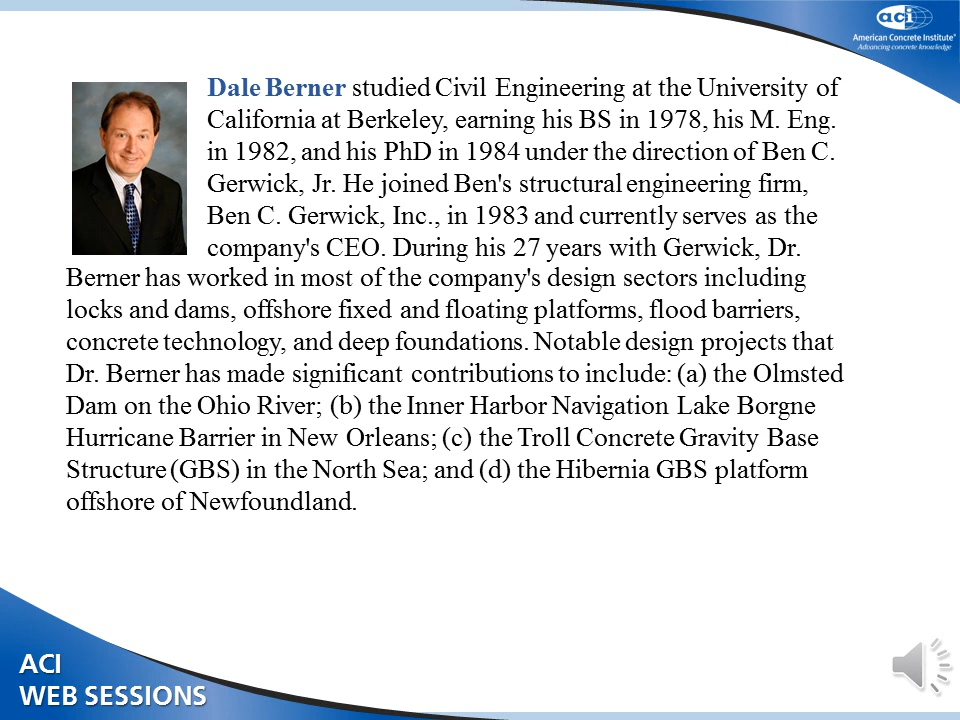 aci
American Concrete Institute®
Advancing concrete knowledge
Dale Berner studied Civil Engineering at the University of
California at Berkeley, earning his BS in 1978, his M. Eng.
in 1982, and his PhD in 1984 under the direction of Ben C.
Gerwick, Jr. He joined Ben's structural engineering firm,
Ben C. Gerwick, Inc., in 1983 and currently serves as the
company's CEO. During his 27 years with Gerwick, Dr.
Berner has worked in most of the company's design sectors including
locks and dams, offshore fixed and floating platforms, flood barriers,
concrete technology, and deep foundations. Notable design projects that
Dr. Berner has made significant contributions to include: (a) the Olmsted
Dam on the Ohio River; (b) the Inner Harbor Navigation Lake Borgne
Hurricane Barrier in New Orleans; (c) the Troll Concrete Gravity Base
Structure (GBS) in the North Sea; and (d) the Hibernia GBS platform
offshore of Newfoundland.
ACI
WEB SESSIONS